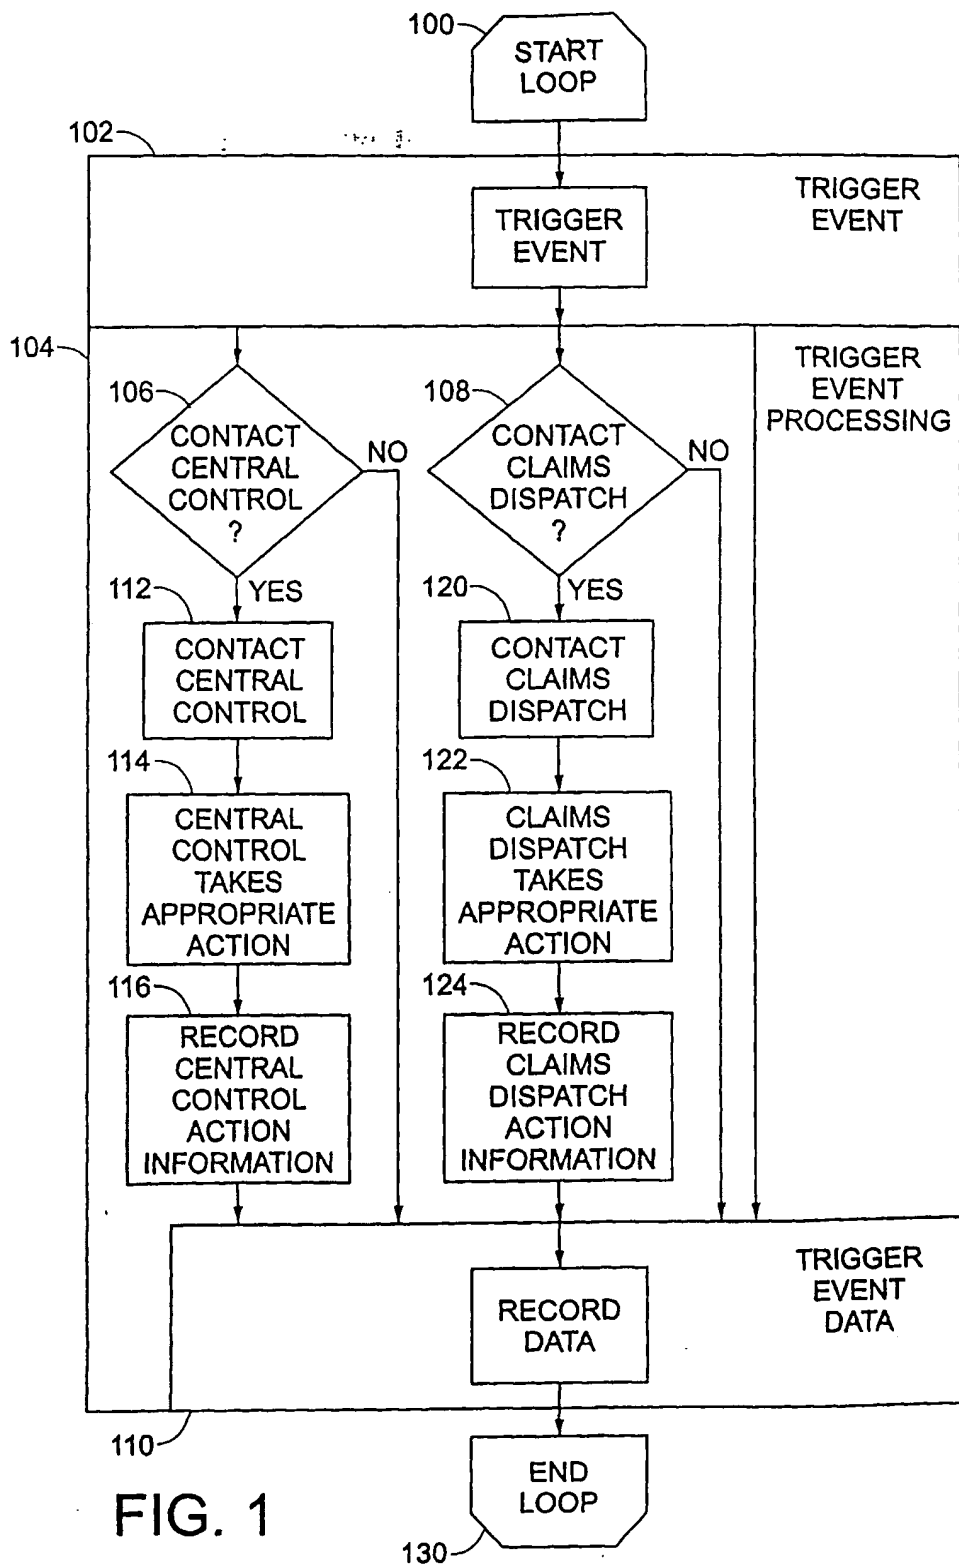 100
START
LOOP
102
TRIGGER
EVENT
TRIGGER
EVENT
104
TRIGGER
EVENT
PROCESSING
106
CONTACT
CENTRAL
CONTROL
?
NO
YES
108
CONTACT
CLAIMS
DISPATCH
?
NO
YES
112
CONTACT
CENTRAL
CONTROL
120
CONTACT
CLAIMS
DISPATCH
114
CENTRAL
CONTROL
TAKES
APPROPRIATE
ACTION
122
CLAIMS
DISPATCH
TAKES
APPROPRIATE
ACTION
116
RECORD
CENTRAL
CONTROL
ACTION
INFORMATION
124
RECORD
CLAIMS
DISPATCH
ACTION
INFORMATION
TRIGGER
EVENT
DATA
RECORD
DATA
110
END
LOOP
130
FIG. 1